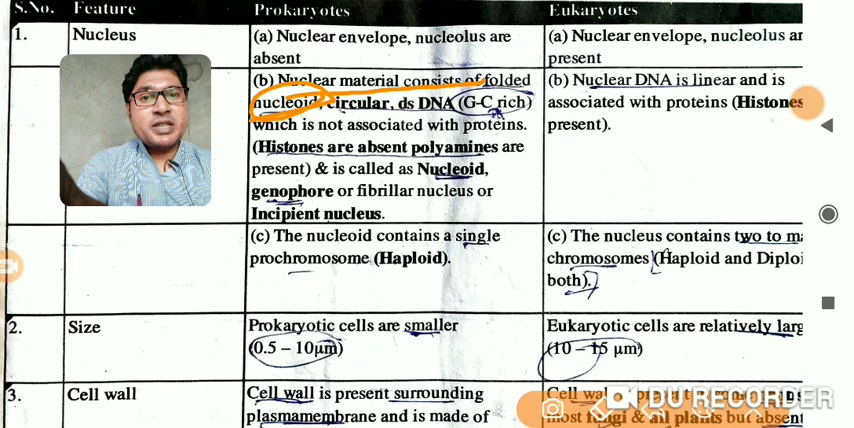 S.No. Feature Prokaryotes Eukaryotes
1. Nucleus (a) Nuclear envelope, nucleolus are (a) Nuclear envelope, nucleolus
absent present
(b) Nuclear material consists of folded (b) Nuclear DNA is linear and is
nucleoid, circular, ds DNA (G-C rich) associated with proteins (Histones
which is not associated with proteins. present).
(Histones are absent polyamines are
present) & is called as Nucleoid,
genophore or fibrillar nucleus or
Incipient nucleus.
(c) The nucleoid contains a single (c) The nucleus contains two to
prochromosome (Haploid). chromosomes (Haploid and
both).
2. Size Prokaryotic cells are smaller Eukaryotic cells are relatively
(0.5 – 10µm) (10 – 15 µm)
3. Cell wall Cell wall is present surrounding Cell
plasmamembrane and is made of most fungi & all plants but absent
DU RECORDER